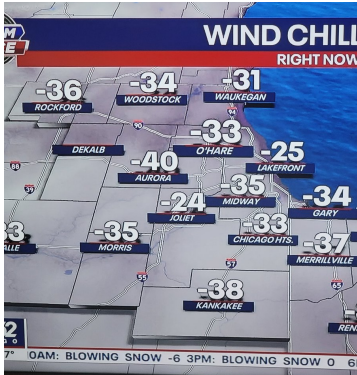 WIND CHILL
RIGHT NOW
-36
ROCKFORD
-34
WOODSTOCK
-31
WAUKEGAN
94
90
-33
O'HARE
DEKALB
-40
AURORA
-25
LAKEFRONT
88
39
-35
MIDWAY
-24
JOLIET
-34
GARY
-33
CHICAGO HTS.
-35
MORRIS
-37
MERRILLVILLE
57
55
65
-38
KANKAKEE
0AM: BLOWING SNOW -6 3PM: BLOWING SNOW 0